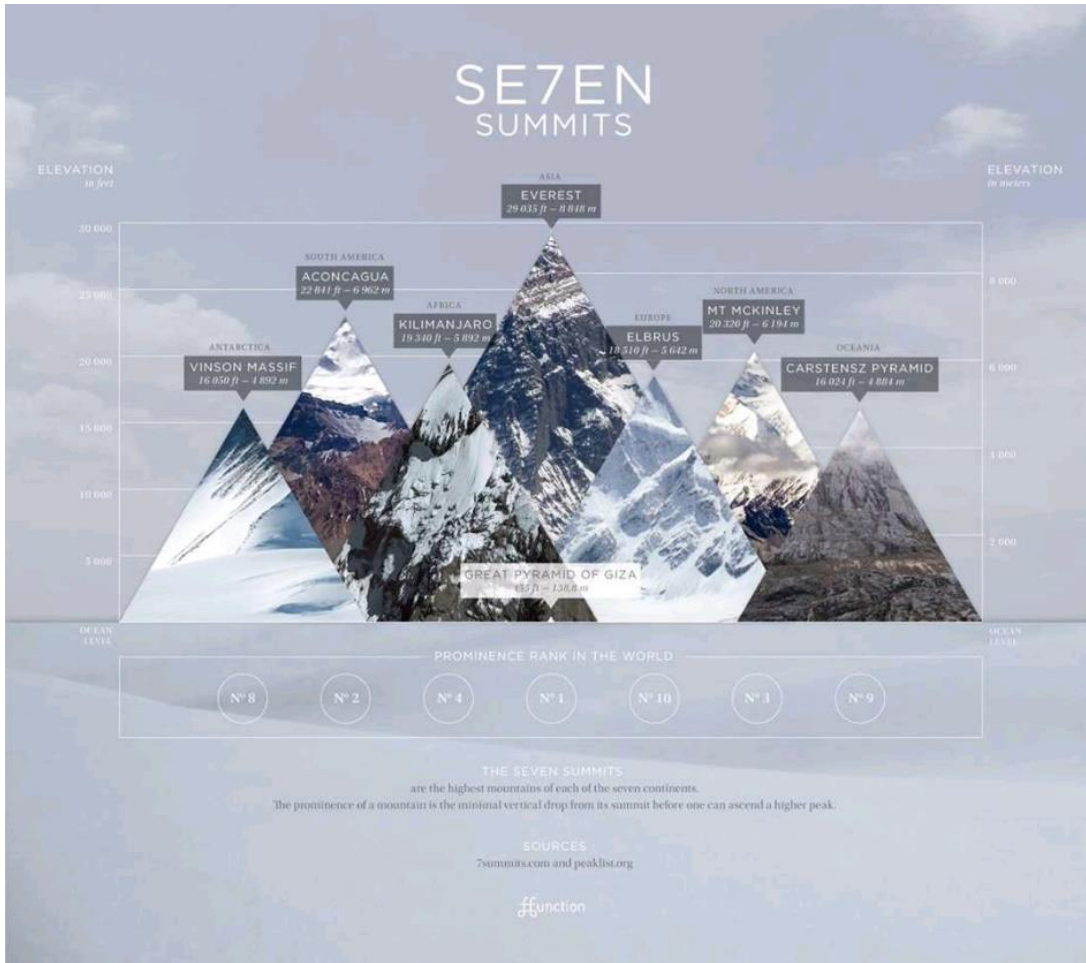 SE7EN
SUMMITS
ELEVATION
in feet
ELEVATION
in meters
ASIA
EVEREST
29 035 ft – 8 848 m
30 000
SOUTH AMERICA
ACONCAGUA
22 841 ft – 6 962 m
25 000
8 000
AFRICA
KILIMANJARO
19 340 ft – 5 892 m
EUROPE
ELBRUS
18 510 ft – 5 642 m
NORTH AMERICA
MT MCKINLEY
20 320 ft – 6 194 m
ANTARCTICA
VINSON MASSIF
16 050 ft – 4 892 m
OCEANIA
CARSTENSZ PYRAMID
16 024 ft – 4 884 m
20 000
6 000
15 000
4 000
10 000
2 000
5 000
GREAT PYRAMID OF GIZA
455 ft – 138,8 m
OCEAN
LEVEL
OCEAN
LEVEL
PROMINENCE RANK IN THE WORLD
Nº 8
Nº 2
Nº 4
Nº 1
Nº 10
Nº 3
Nº 9
THE SEVEN SUMMITS
are the highest mountains of each of the seven continents.
The prominence of a mountain is the minimal vertical drop from its summit before one can ascend a higher peak.
SOURCES
7summits.com and peaklist.org
ffunction